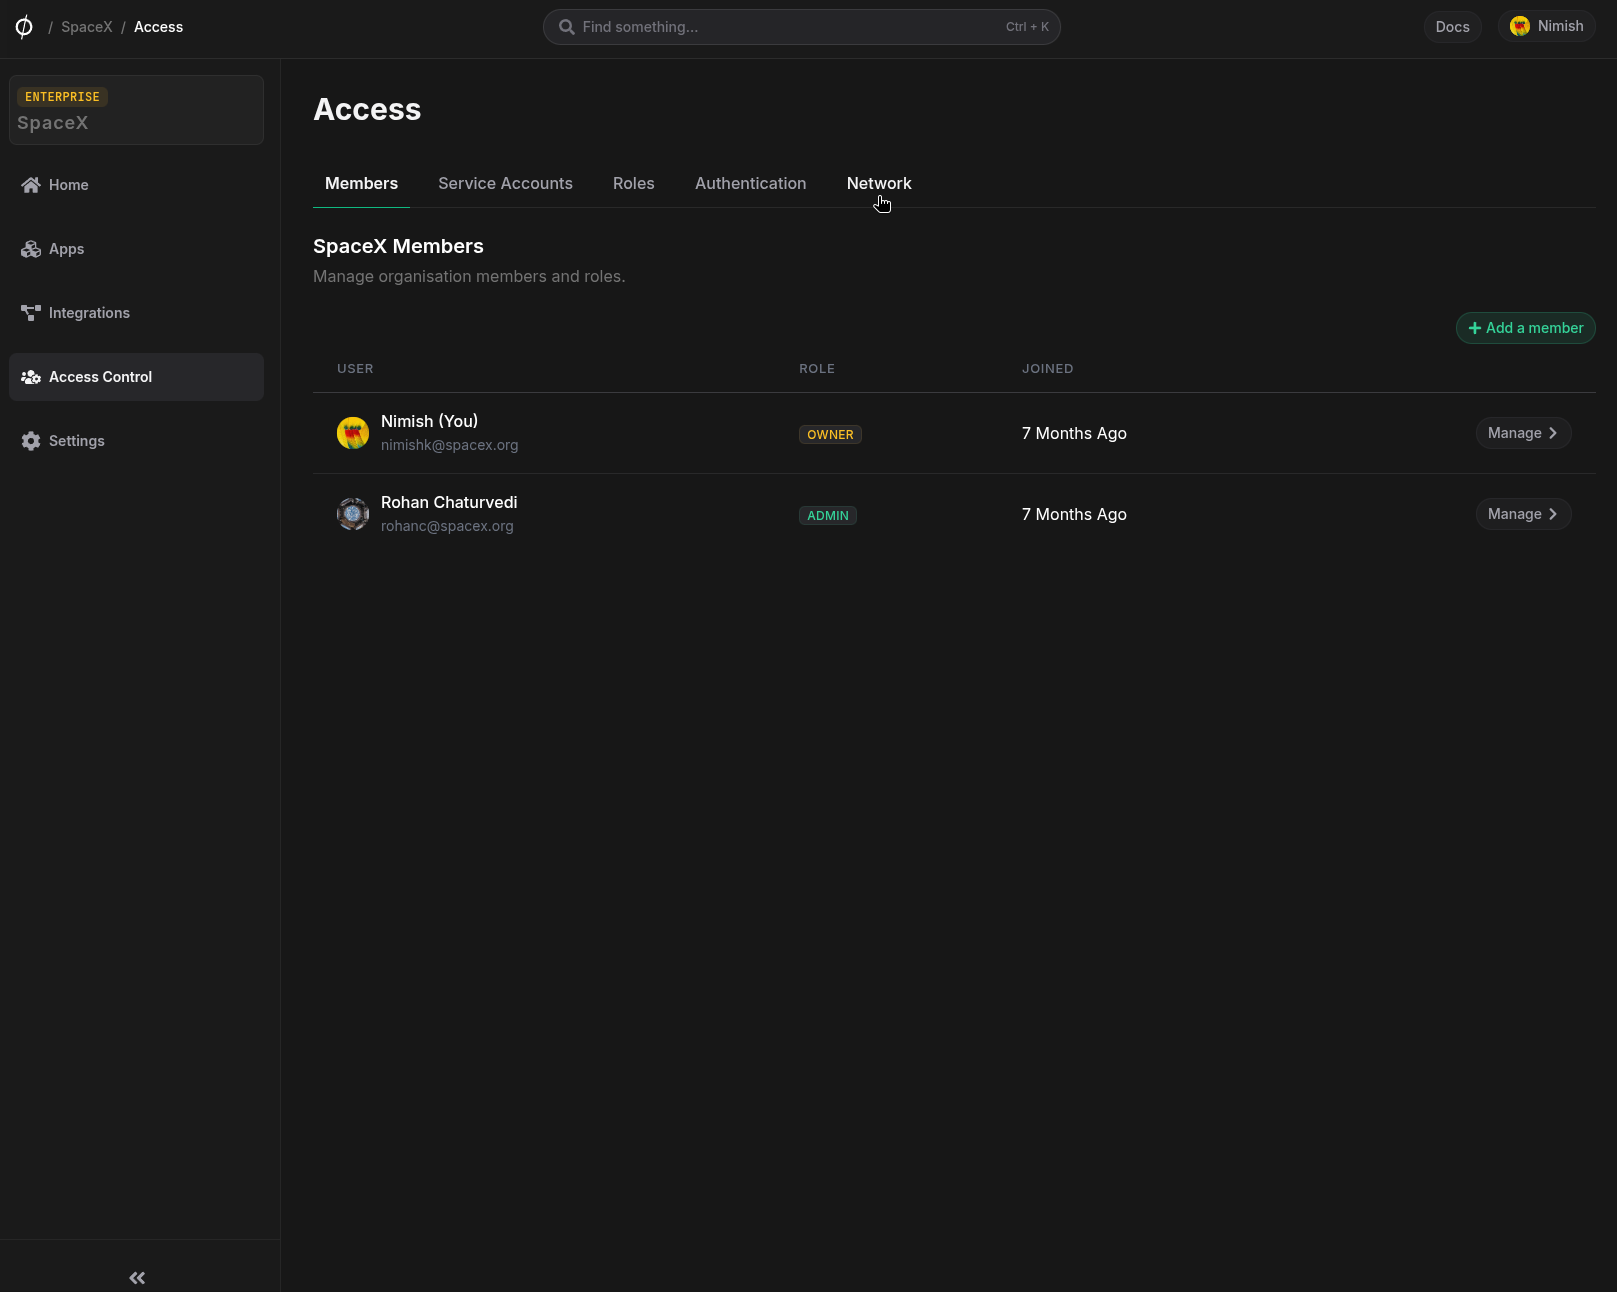 / SpaceX / Access
Find something... Ctrl + K
Docs
Nimish
ENTERPRISE
SpaceX
Home
Apps
Integrations
Access Control
Settings
Access
Members Service Accounts Roles Authentication Network
SpaceX Members
Manage organisation members and roles.
+ Add a member
USER ROLE JOINED
Nimish (You)
nimishk@spacex.org
OWNER
7 Months Ago
Manage
Rohan Chaturvedi
rohanc@spacex.org
ADMIN
7 Months Ago
Manage